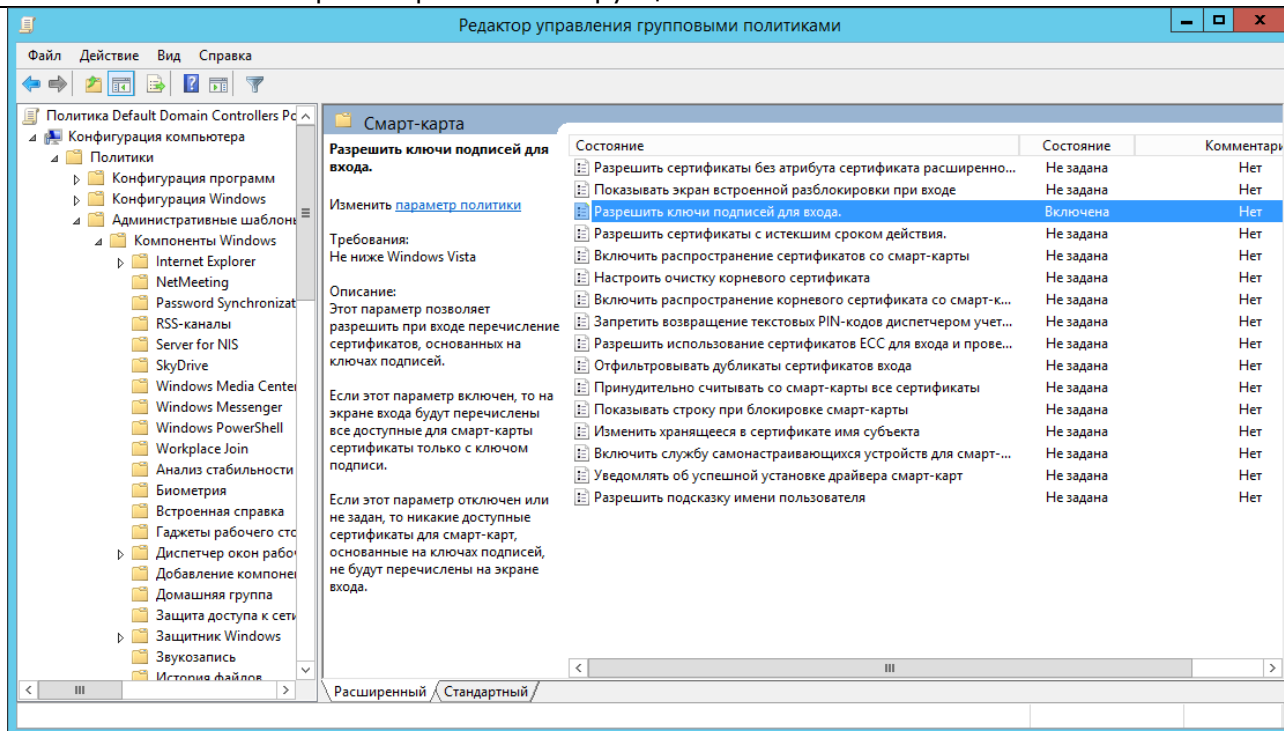 Редактор управления групповыми политиками
Файл Действие Вид Справка
Политика Default Domain Controllers Po
Конфигурация компьютера
Политики
Конфигурация программ
Конфигурация Windows
Административные шаблоны
Компоненты Windows
Internet Explorer
NetMeeting
Password Synchronizat
RSS-каналы
Server for NIS
SkyDrive
Windows Media Center
Windows Messenger
Windows PowerShell
Workplace Join
Анализ стабильности
Биометрия
Встроенная справка
Гаджеты рабочего сто
Диспетчер окон рабоч
Добавление компонен
Домашняя группа
Защита доступа к сети
Защитник Windows
Звукозапись
История файлов
Смарт-карта
Разрешить ключи подписей для
входа.
Изменить параметр политики
Требования:
Не ниже Windows Vista
Описание:
Этот параметр позволяет
разрешить при входе перечисление
сертификатов, основанных на
ключах подписей.
Если этот параметр включен, то на
экране входа будут перечислены
все доступные для смарт-карты
сертификаты только с ключом
подписи.
Если этот параметр отключен или
не задан, то никакие доступные
сертификаты для смарт-карт,
основанные на ключах подписей,
не будут перечислены на экране
входа.
Состояние Состояние Комментари
Разрешить сертификаты без атрибута сертификата расширенно... Не задана Нет
Показывать экран встроенной разблокировки при входе Не задана Нет
Разрешить ключи подписей для входа. Включена Нет
Разрешить сертификаты с истекшим сроком действия. Не задана Нет
Включить распространение сертификатов со смарт-карты Не задана Нет
Настроить очистку корневого сертификата Не задана Нет
Включить распространение корневого сертификата со смарт-к... Не задана Нет
Запретить возвращение текстовых PIN-кодов диспетчером учет... Не задана Нет
Разрешить использование сертификатов ECC для входа и прове... Не задана Нет
Отфильтровывать дубликаты сертификатов входа Не задана Нет
Принудительно считывать со смарт-карты все сертификаты Не задана Нет
Показывать строку при блокировке смарт-карты Не задана Нет
Изменить хранящееся в сертификате имя субъекта Не задана Нет
Включить службу самонастраивающихся устройств для смарт-... Не задана Нет
Уведомлять об успешной установке драйвера смарт-карт Не задана Нет
Разрешить подсказку имени пользователя Не задана Нет
Расширенный Стандартный